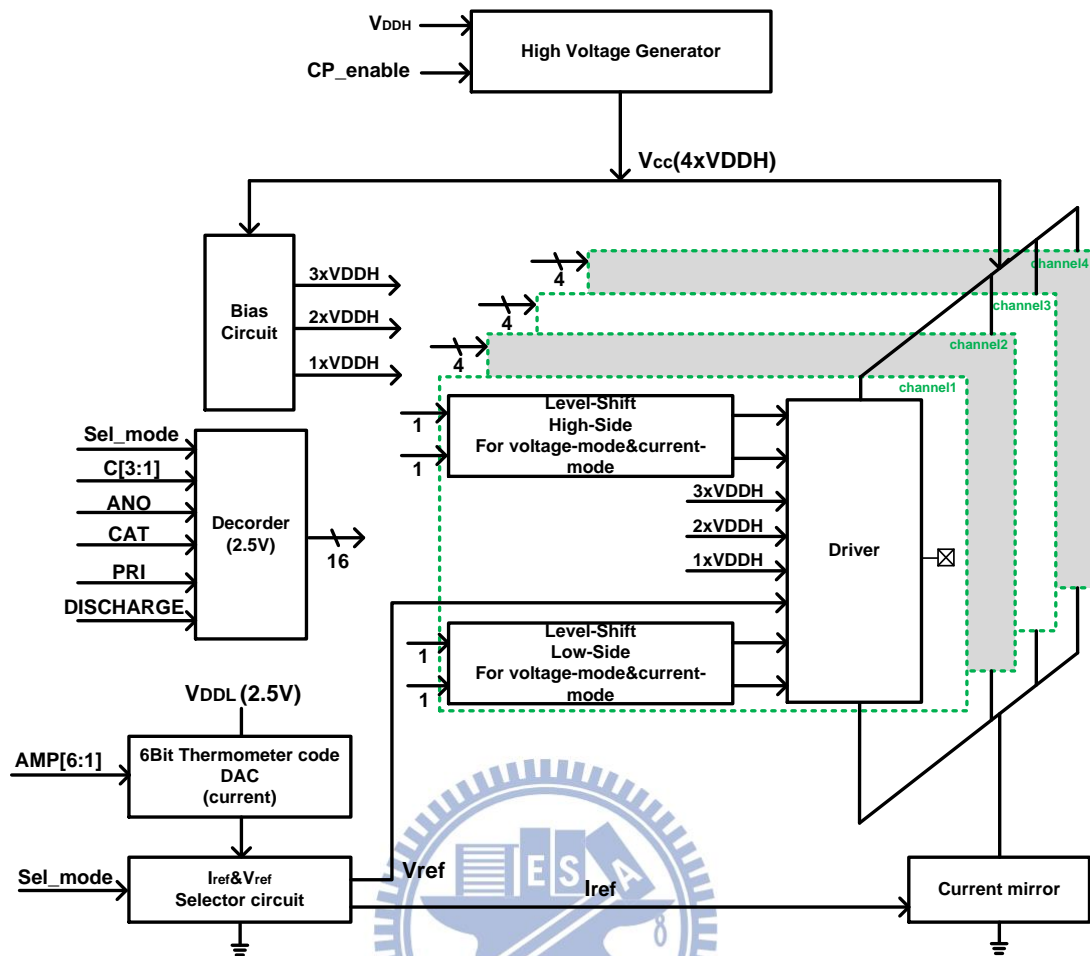 VDDH
High Voltage Generator
CP_enable
Vcc(4xVDDH)
Bias
Circuit
3xVDDH
2xVDDH
1xVDDH
4
channel4
4
channel3
4
channel2
channel1
1
1
Level-Shift
High-Side
For voltage-mode&current-
mode
Sel_mode
C[3:1]
ANO
CAT
PRI
DISCHARGE
Decorder
(2.5V)
16
3xVDDH
2xVDDH
1xVDDH
Driver
1
1
Level-Shift
Low-Side
For voltage-mode&current-
mode
VDDL (2.5V)
AMP[6:1]
6Bit Thermometer code
DAC
(current)
Sel_mode
Iref&Vref
Selector circuit
Vref
Iref
Current mirror
E S A